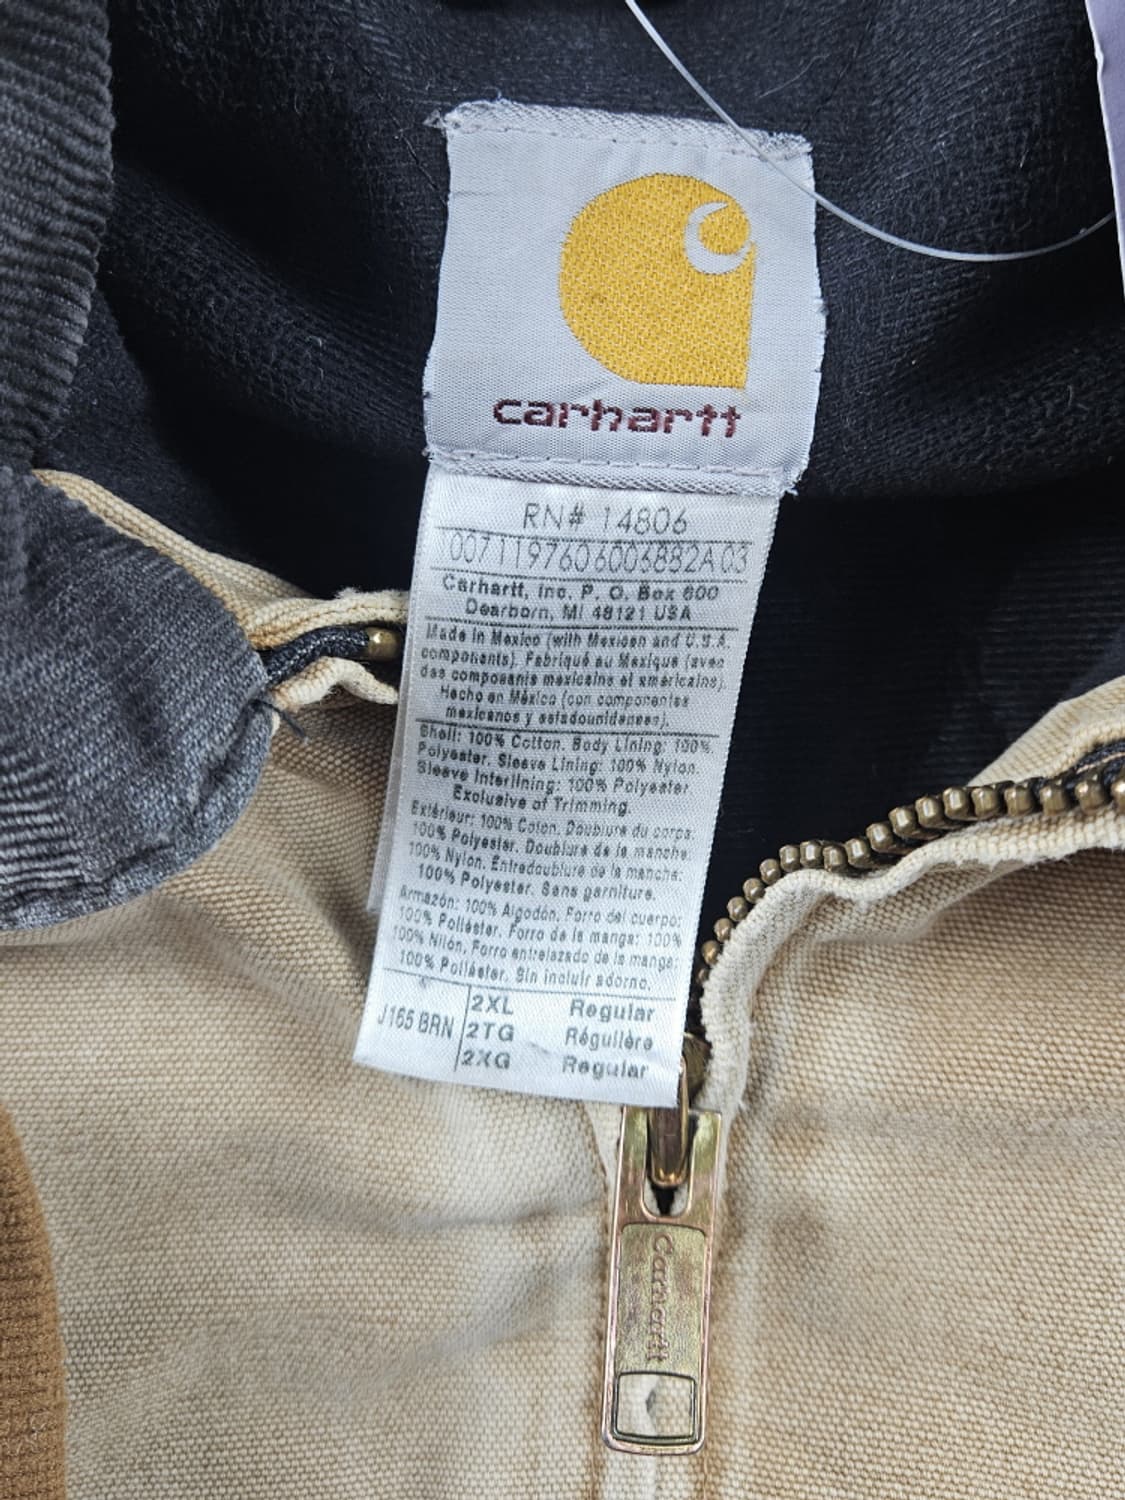 carhartt
RN# 14806
0071197606006882A03
Carhartt, Inc. P. O. Box 600
Dearborn, MI 48121 USA
Made in Mexico (with Mexican and U.S.A.
components). Fabriqué au Mexique (avec
des composants mexicains et américains).
Hecho en México (con componentes
mexicanos y estadounidenses).
Shell: 100% Cotton. Body Lining: 100%
Polyester. Sleeve Lining: 100% Nylon.
Sleeve Interlining: 100% Polyester
Exclusive of Trimming.
Extérieur: 100% Coton. Doublure du corps:
100% Polyester. Doublure de la manche:
100% Nylon. Entredoublure de la manche:
100% Polyester. Sans garniture.
Armazón: 100% Algodón. Forro del cuerpo:
100% Poliéster. Forro de la manga: 100%
100% Nilón. Forro entrelazado de la manga:
100% Poliéster. Sin incluir adorno.
J165 BRN
2XL Regular
2TG Régulière
2XG Regular
Carhartt